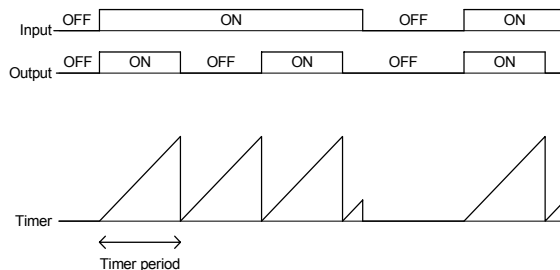 OFF ON OFF ON
Input
OFF ON OFF ON OFF ON
Output
Timer
Timer period